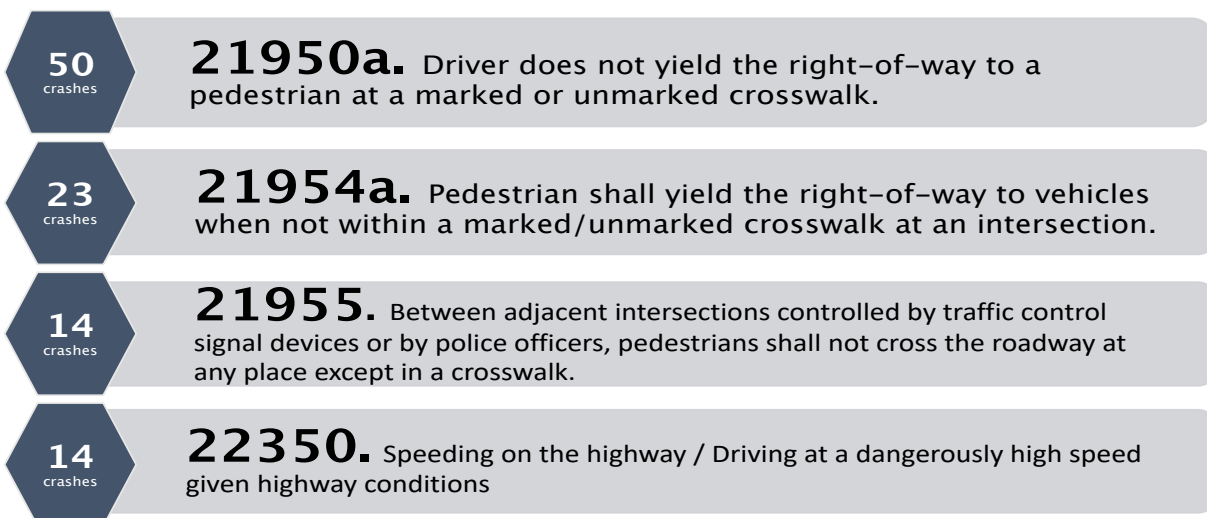 50
crashes
21950a. Driver does not yield the right-of-way to a
pedestrian at a marked or unmarked crosswalk.
23
crashes
21954a. Pedestrian shall yield the right-of-way to vehicles
when not within a marked/unmarked crosswalk at an intersection.
14
crashes
21955. Between adjacent intersections controlled by traffic control
signal devices or by police officers, pedestrians shall not cross the roadway at
any place except in a crosswalk.
14
crashes
22350. Speeding on the highway / Driving at a dangerously high speed
given highway conditions